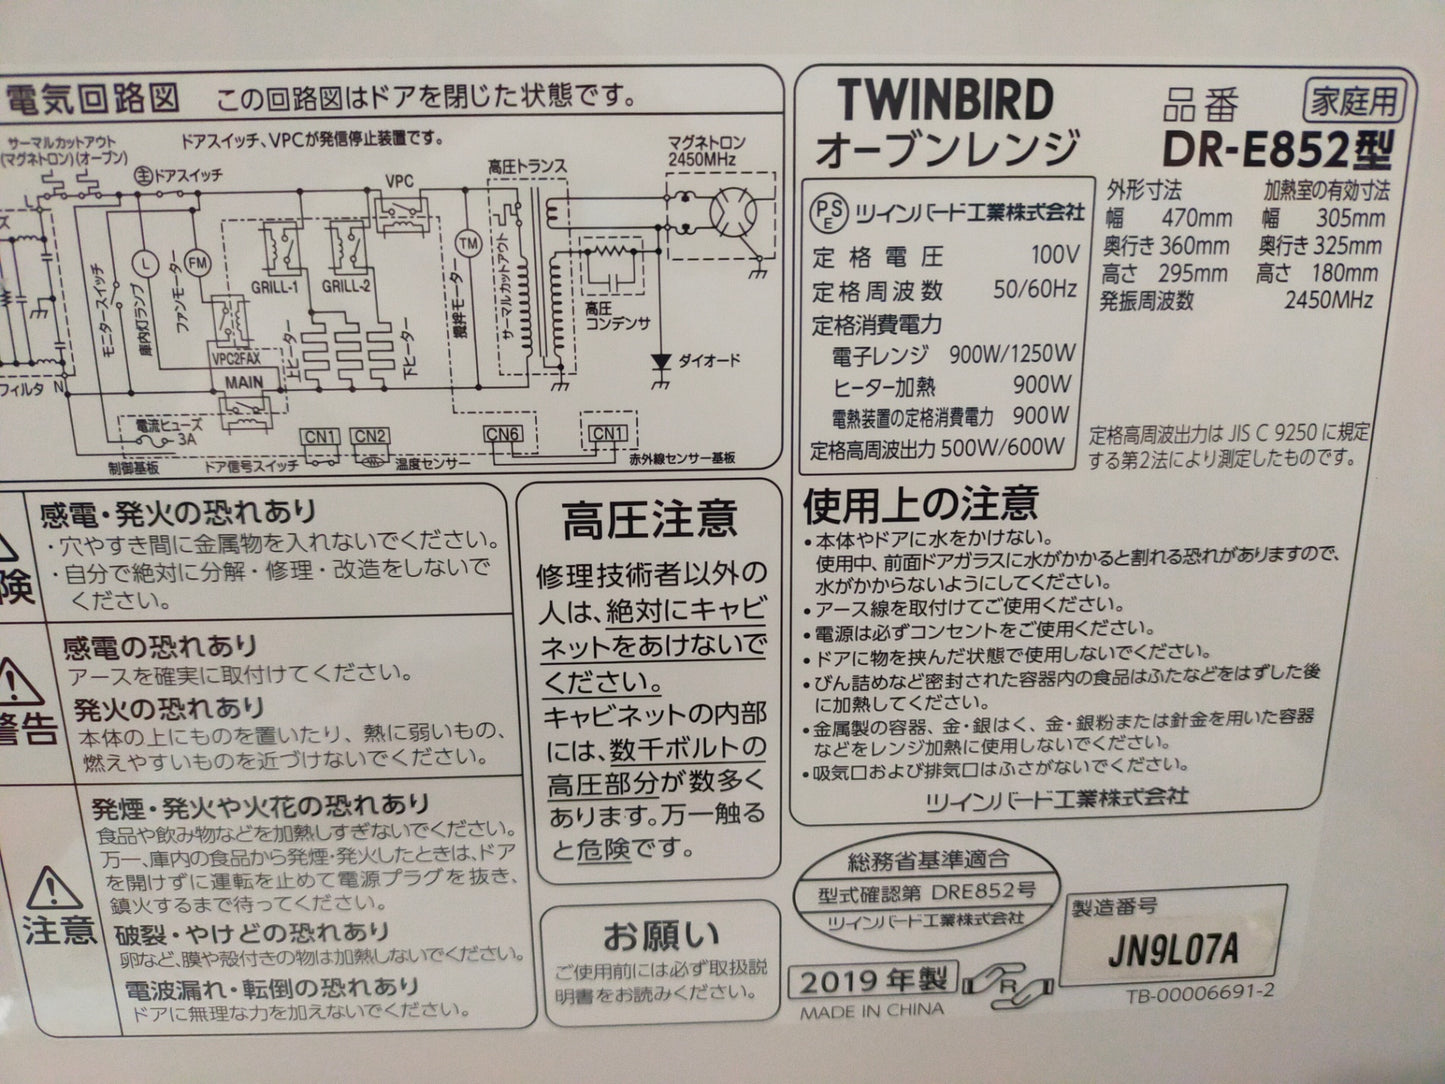 電気回路図 この回路図はドアを閉じた状態です。
サーマルカットアウト
(マグネトロン)(オーブン)
ドアスイッチ、VPCが発信停止装置です。
主 ドアスイッチ
VPC
高圧トランス
マグネトロン
2450MHz
L
モニタースイッチ
庫内灯ランプ
L
ファンモーター
FM
GRILL-1
GRILL-2
上ヒーター
下ヒーター
撹拌モーター
TM
サーマルカットアウト
高圧
コンデンサ
ダイオード
VPC2FAX
MAIN
フィルタ N
電流ヒューズ
3A
CN1
CN2
CN6
CN1
制御基板
ドア信号スイッチ
温度センサー
赤外線センサー基板
TWINBIRD
オーブンレンジ
品番
家庭用
DR-E852型
PSE ツインバード工業株式会社
定格電圧 100V
定格周波数 50/60Hz
定格消費電力
電子レンジ 900W/1250W
ヒーター加熱 900W
電熱装置の定格消費電力 900W
定格高周波出力 500W/600W
外形寸法 加熱室の有効寸法
幅 470mm 幅 305mm
奥行き 360mm 奥行き 325mm
高さ 295mm 高さ 180mm
発振周波数 2450MHz
定格高周波出力は JIS C 9250 に規定
する第2法により測定したものです。
険
感電・発火の恐れあり
・穴やすき間に金属物を入れないでください。
・自分で絶対に分解・修理・改造をしないで
ください。
警告
感電の恐れあり
アースを確実に取付けてください。
発火の恐れあり
本体の上にものを置いたり、熱に弱いもの、
燃えやすいものを近づけないでください。
注意
発煙・発火や火花の恐れあり
食品や飲み物などを加熱しすぎないでください。
万一、庫内の食品から発煙・発火したときは、ドア
を開けずに運転を止めて電源プラグを抜き、
鎮火するまで待ってください。
破裂・やけどの恐れあり
卵など、膜や殻付きの物は加熱しないでください。
電波漏れ・転倒の恐れあり
ドアに無理な力を加えないでください。
高圧注意
修理技術者以外の
人は、絶対にキャビ
ネットをあけないで
ください。
キャビネットの内部
には、数千ボルトの
高圧部分が数多く
あります。万一触る
と危険です。
お願い
ご使用前には必ず取扱説
明書をお読みください。
使用上の注意
・本体やドアに水をかけない。
使用中、前面ドアガラスに水がかかると割れる恐れがありますので、
水がかからないようにしてください。
・アース線を取付けてご使用ください。
・電源は必ずコンセントをご使用ください。
・ドアに物を挟んだ状態で使用しないでください。
・びん詰めなど密封された容器内の食品はふたなどをはずした後
に加熱してください。
・金属製の容器、金・銀はく、金・銀粉または針金を用いた容器
などをレンジ加熱に使用しないでください。
・吸気口および排気口はふさがないでください。
ツインバード工業株式会社
総務省基準適合
型式確認第 DRE852号
ツインバード工業株式会社
2019年製
R
MADE IN CHINA
製造番号
JN9L07A
TB-00006691-2